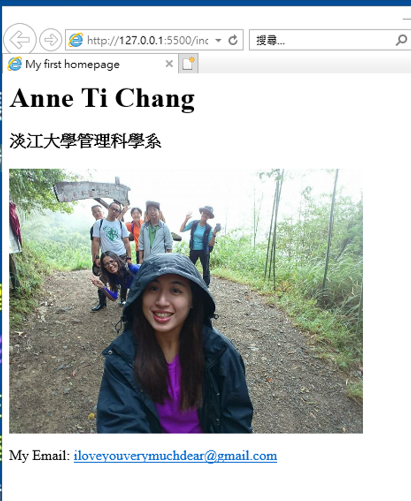 http://127.0.0.1:5500/inc
搜尋...
My first homepage
Anne Ti Chang
淡江大學管理科學系
My Email: iloveyouverymuchdear@gmail.com